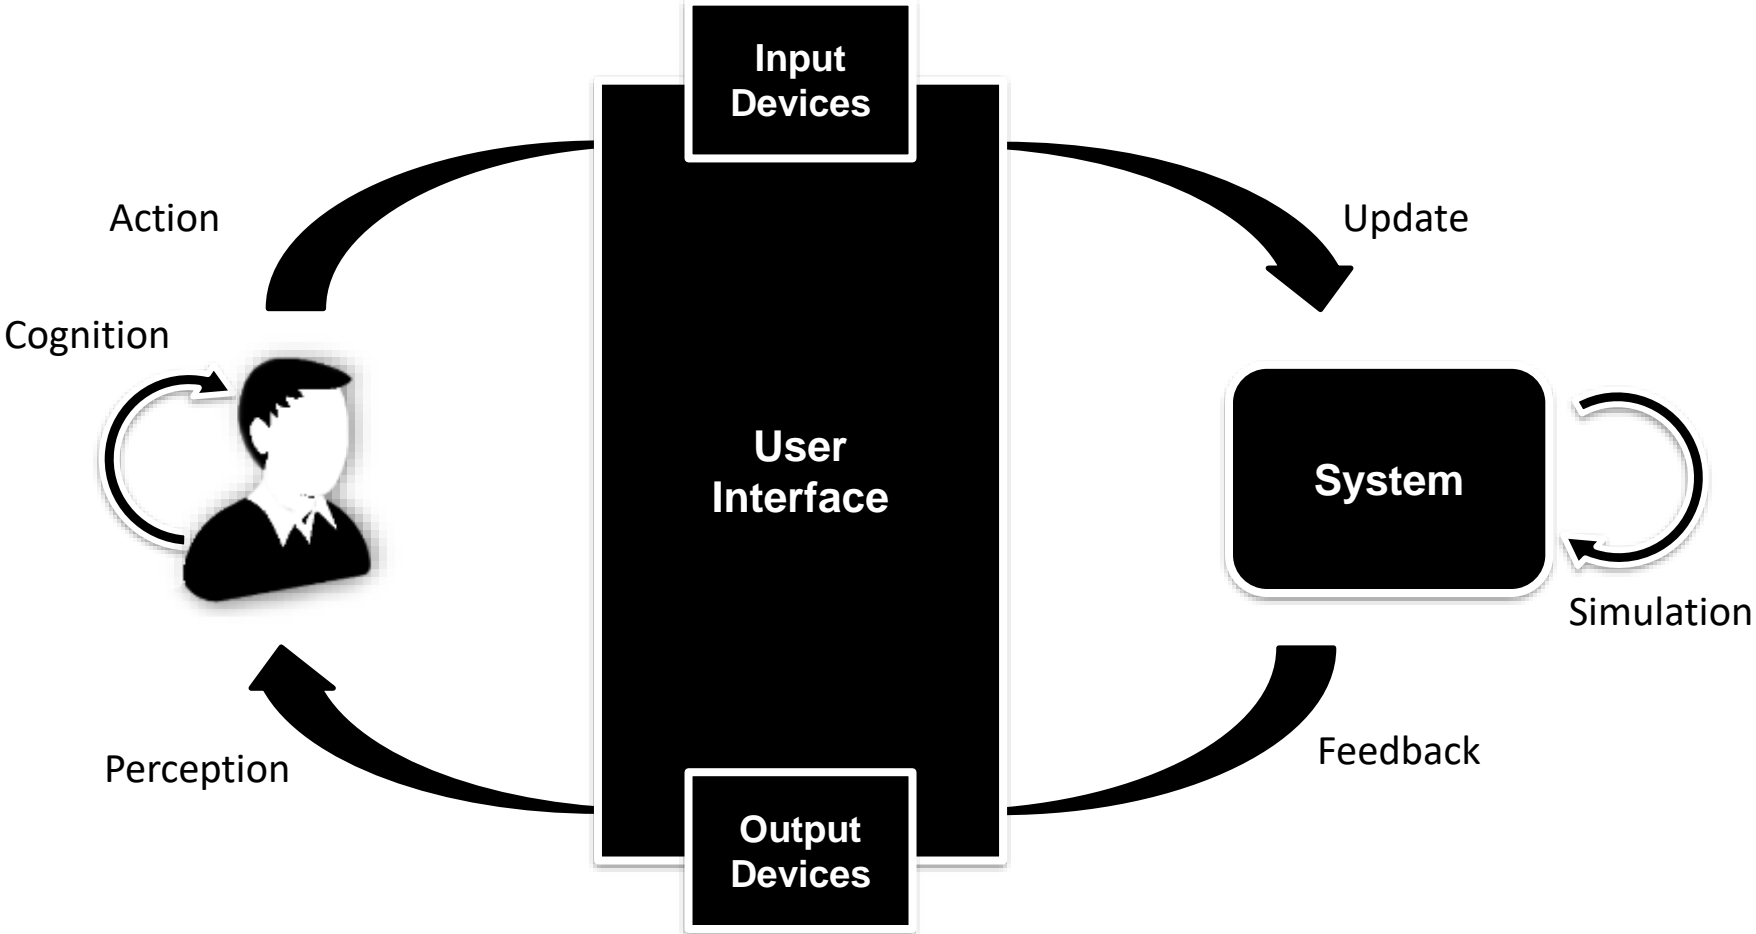 Input
Devices
Action
Update
Cognition
User
Interface
System
Simulation
Perception
Feedback
Output
Devices